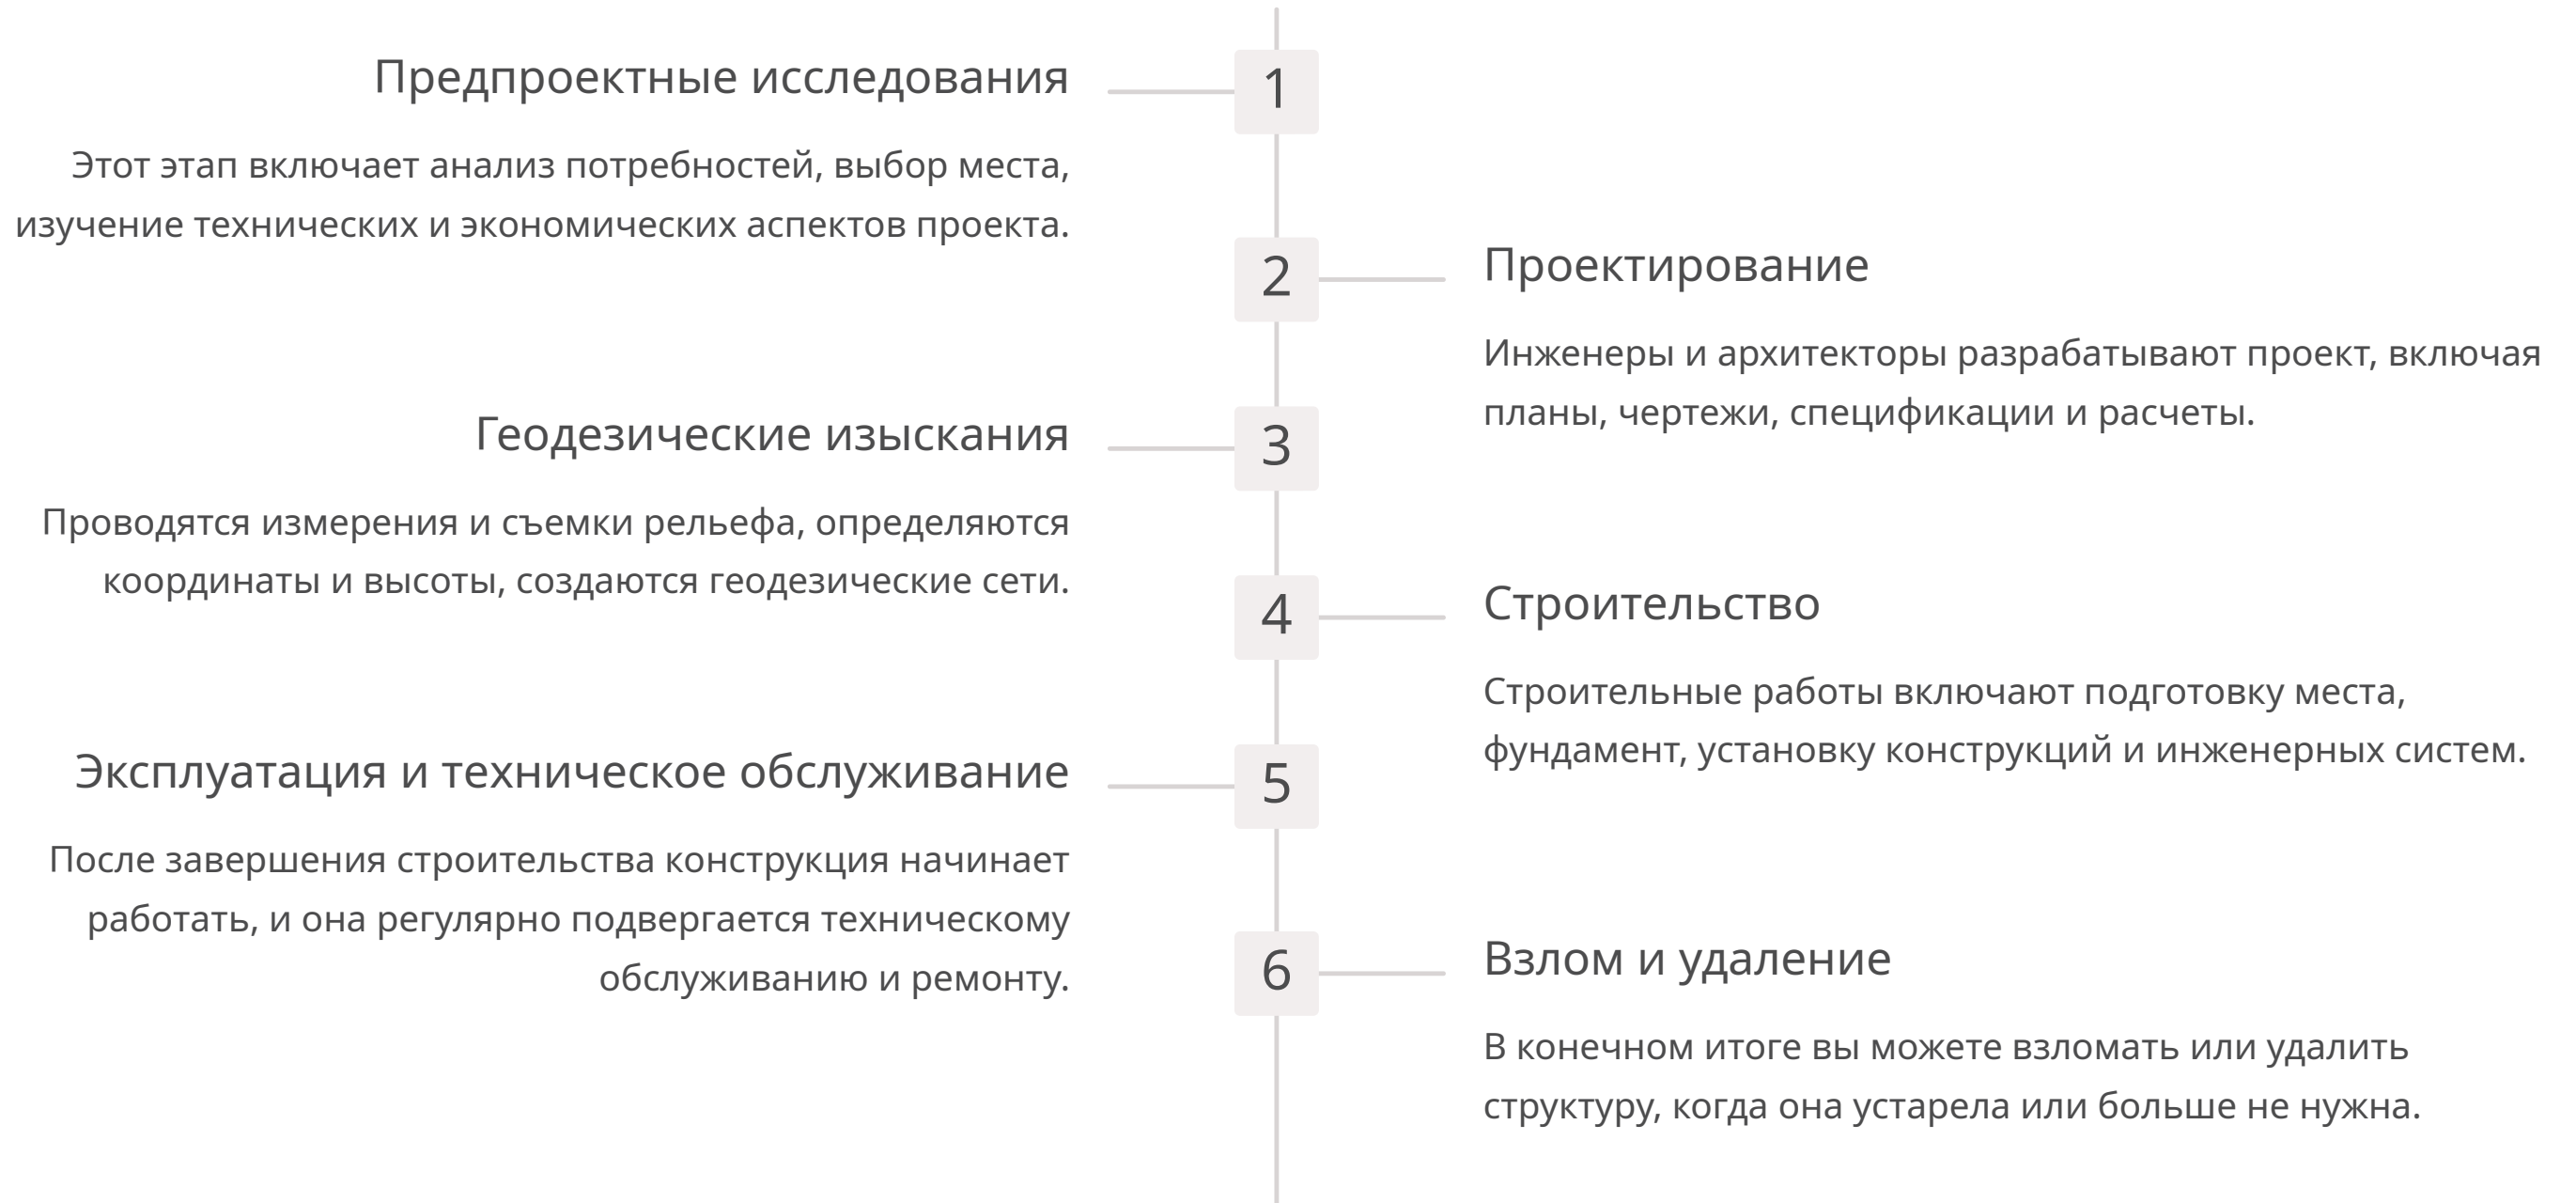 Предпроектные исследования
1
Этот этап включает анализ потребностей, выбор места,
изучение технических и экономических аспектов проекта.
2
Проектирование
Инженеры и архитекторы разрабатывают проект, включая
планы, чертежи, спецификации и расчеты.
Геодезические изыскания
3
Проводятся измерения и съемки рельефа, определяются
координаты и высоты, создаются геодезические сети.
4
Строительство
Строительные работы включают подготовку места,
фундамент, установку конструкций и инженерных систем.
Эксплуатация и техническое обслуживание
5
После завершения строительства конструкция начинает
работать, и она регулярно подвергается техническому
обслуживанию и ремонту.
6
Взлом и удаление
В конечном итоге вы можете взломать или удалить
структуру, когда она устарела или больше не нужна.